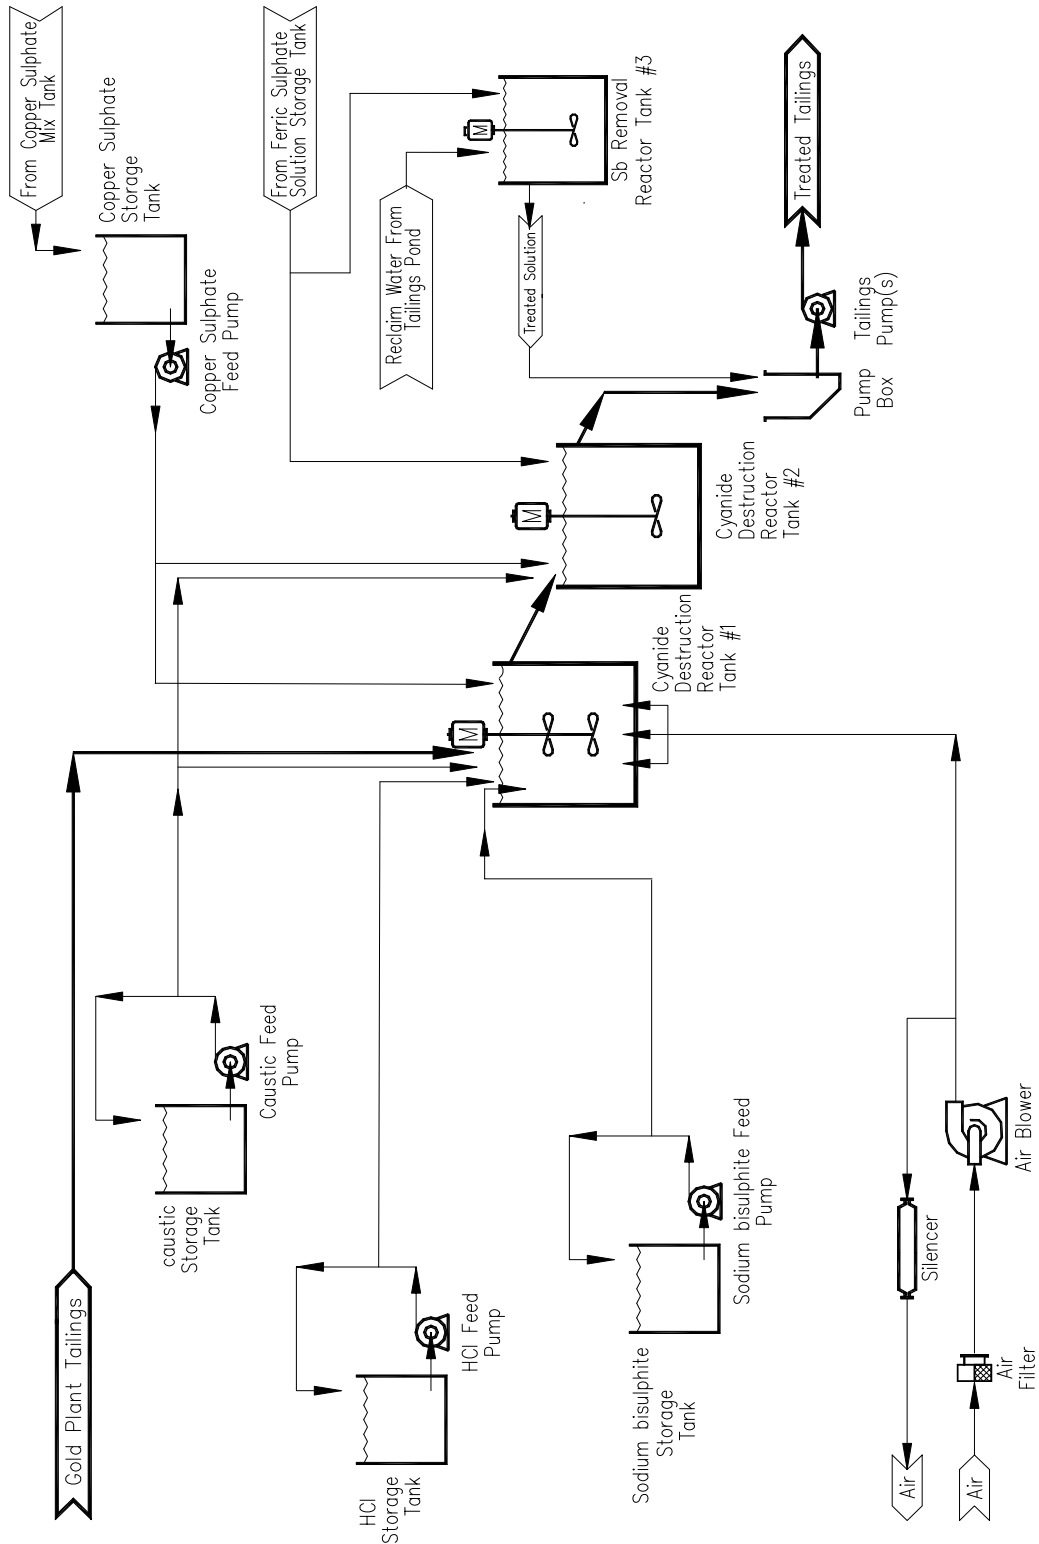 Gold Plant Tailings
From Copper Sulphate
Mix Tank
Copper Sulphate
Storage
Tank
Copper Sulphate
Feed Pump
caustic
Storage
Tank
Caustic Feed
Pump
From Ferric Sulphate
Solution Storage Tank
Reclaim Water From
Tailings Pond
HCl
Storage
Tank
HCl Feed
Pump
M
M
M
Sb Removal
Reactor Tank #3
Treated Solution
Sodium bisulphite
Storage
Tank
Sodium bisulphite Feed
Pump
Cyanide
Destruction
Reactor
Tank #1
Cyanide
Destruction
Reactor
Tank #2
Pump
Box
Tailings
Pump(s)
Treated Tailings
Air
Silencer
Air
Air
Filter
Air Blower